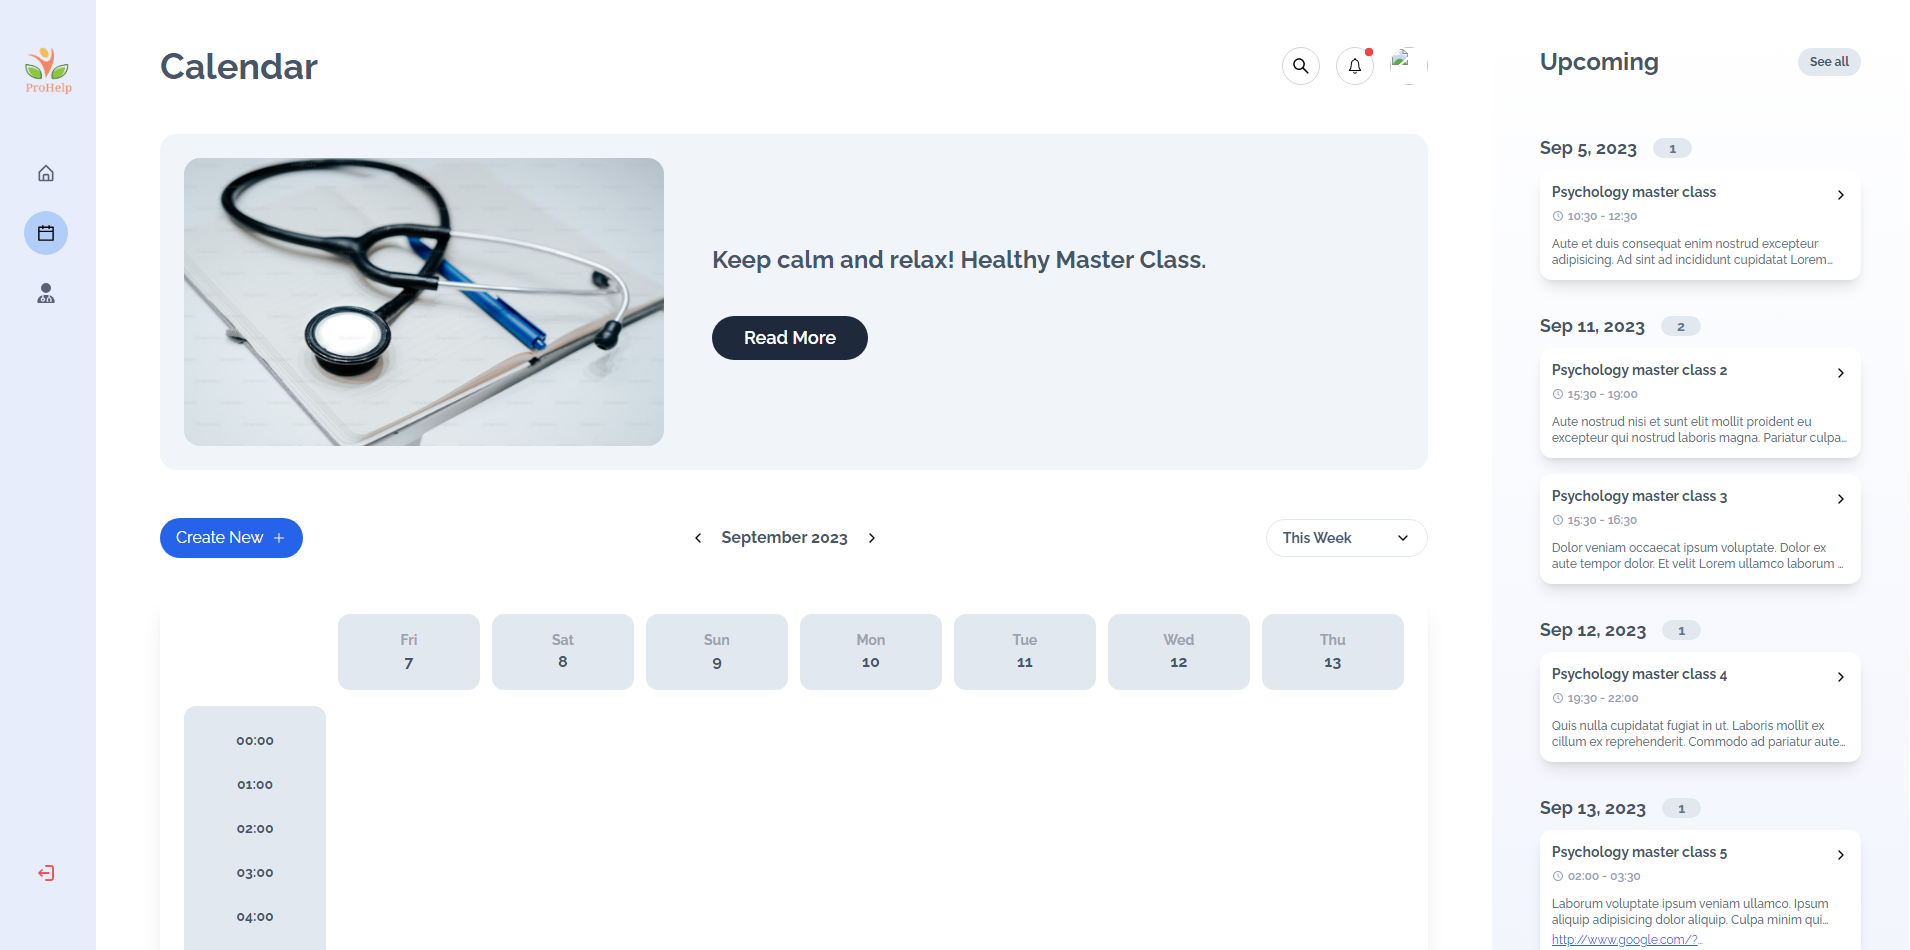 ProHelp
Calendar
Keep calm and relax! Healthy Master Class.
Read More
Create New +
September 2023
This Week
Fri
7
Sat
8
Sun
9
Mon
10
Tue
11
Wed
12
Thu
13
00:00
01:00
02:00
03:00
04:00
Upcoming
See all
Sep 5, 2023 1
Psychology master class
10:30 - 12:30
Aute et duis consequat enim nostrud excepteur
adipisicing. Ad sint ad incididunt cupidatat Lorem...
Sep 11, 2023 2
Psychology master class 2
15:30 - 19:00
Aute nostrud nisi et sunt elit mollit proident eu
excepteur qui nostrud laboris magna. Pariatur culpa...
Psychology master class 3
15:30 - 16:30
Dolor veniam occaecat ipsum voluptate. Dolor ex
aute tempor dolor. Et velit Lorem ullamco laborum ...
Sep 12, 2023 1
Psychology master class 4
19:30 - 22:00
Quis nulla cupidatat fugiat in ut. Laboris mollit ex
cillum ex reprehenderit. Commodo ad pariatur aute...
Sep 13, 2023 1
Psychology master class 5
02:00 - 03:30
Laborum voluptate ipsum veniam ullamco. Ipsum
aliquip adipisicing dolor aliquip. Culpa minim qui...
http://www.google.com/?...